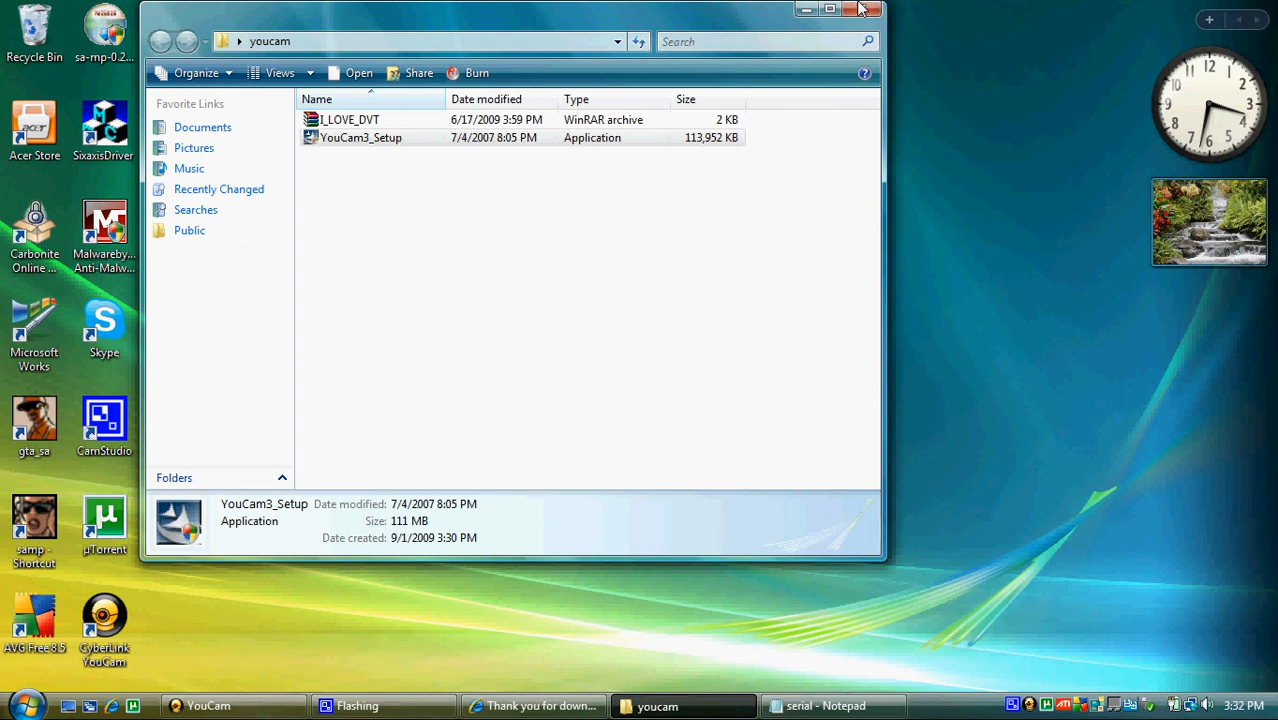 Recycle Bin
sa-mp-0.2...
Acer Store
SixaxisDriver
Carbonite
Online ...
Malwareby...
Anti-Malw...
Microsoft
Works
Skype
gta_sa
CamStudio
samp -
Shortcut
µTorrent
AVG Free 8.5
CyberLink
YouCam
youcam
Search
Organize
Views
Open
Share
Burn
Favorite Links
Documents
Pictures
Music
Recently Changed
Searches
Public
Folders
Name Date modified Type Size
I_LOVE_DVT 6/17/2009 3:59 PM WinRAR archive 2 KB
YouCam3_Setup 7/4/2007 8:05 PM Application 113,952 KB
YouCam3_Setup Date modified: 7/4/2007 8:05 PM
Application Size: 111 MB
Date created: 9/1/2009 3:30 PM
12
1
2
3
4
5
6
7
8
9
10
11
YouCam
Flashing
Thank you for down...
youcam
serial - Notepad
3:32 PM